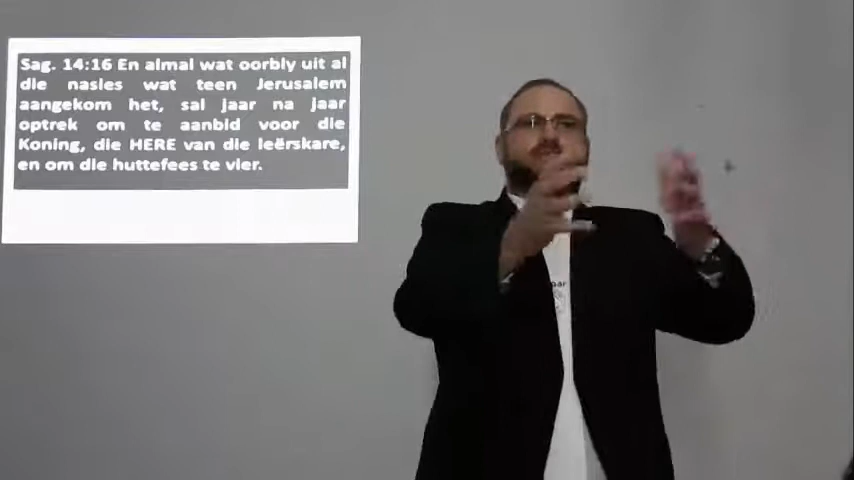 Sag. 14:16 En almal wat oorbly uit al
die nasies wat teen Jerusalem
aangekom het, sal jaar na jaar
optrek om te aanbid voor die
Koning, die HERE van die leërskare,
en om die huttefees te vier.